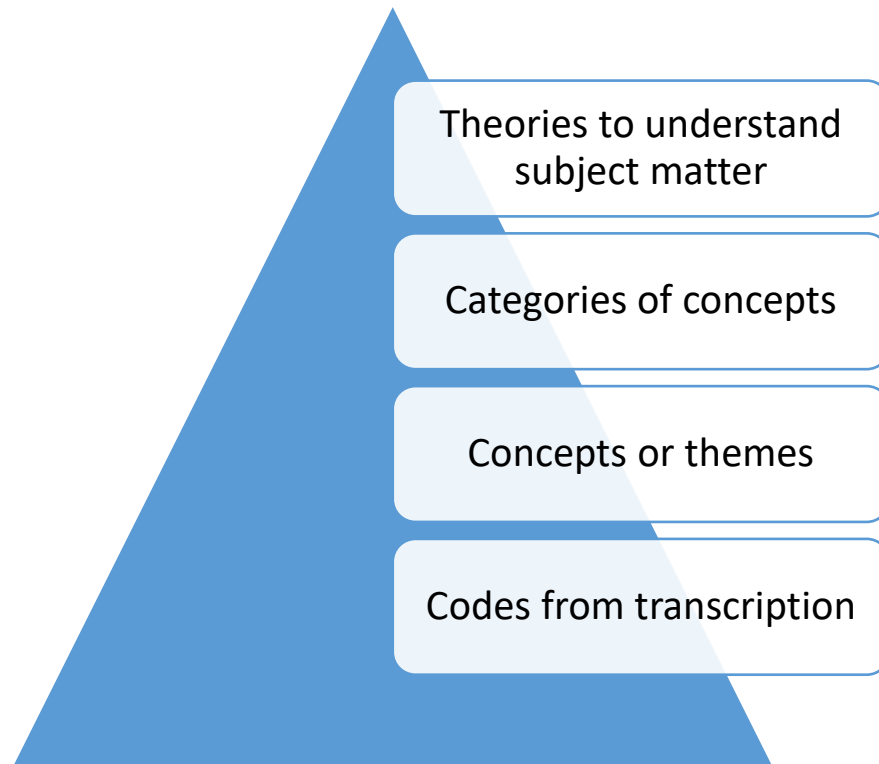 Theories to understand
subject matter
Categories of concepts
Concepts or themes
Codes from transcription